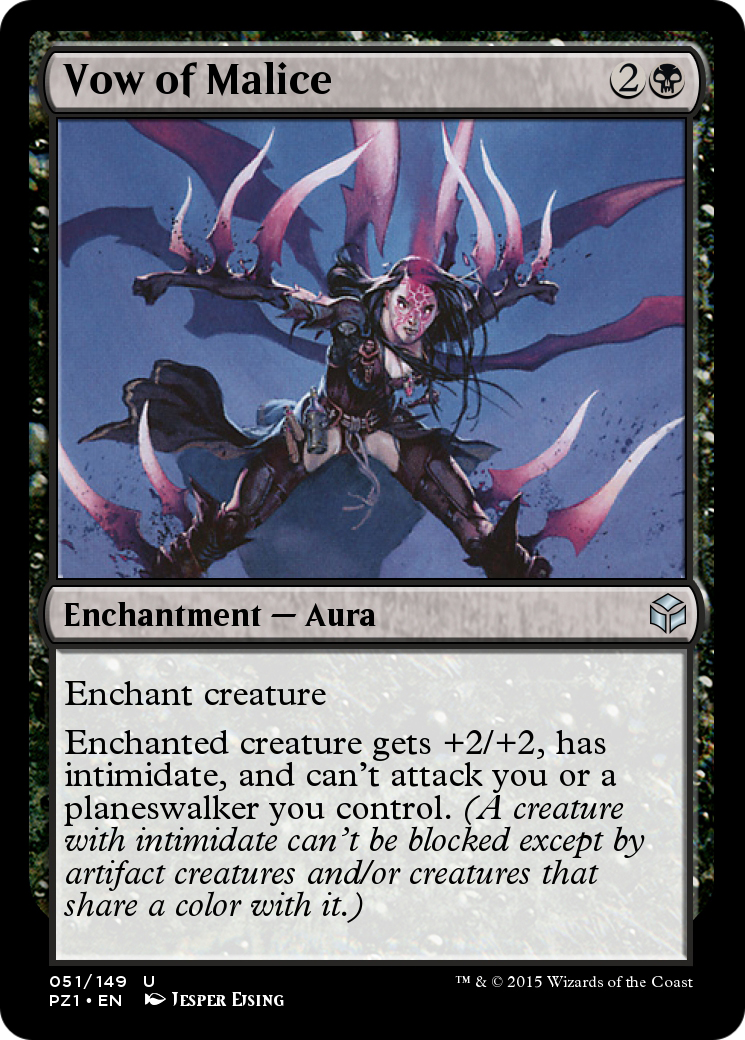 Vow of Malice 2
Enchantment — Aura
Enchant creature
Enchanted creature gets +2/+2, has
intimidate, and can't attack you or a
planeswalker you control. (A creature
with intimidate can't be blocked except by
artifact creatures and/or creatures that
share a color with it.)
051/149 U
PZ1 • EN Jesper Ejsing
™ & © 2015 Wizards of the Coast